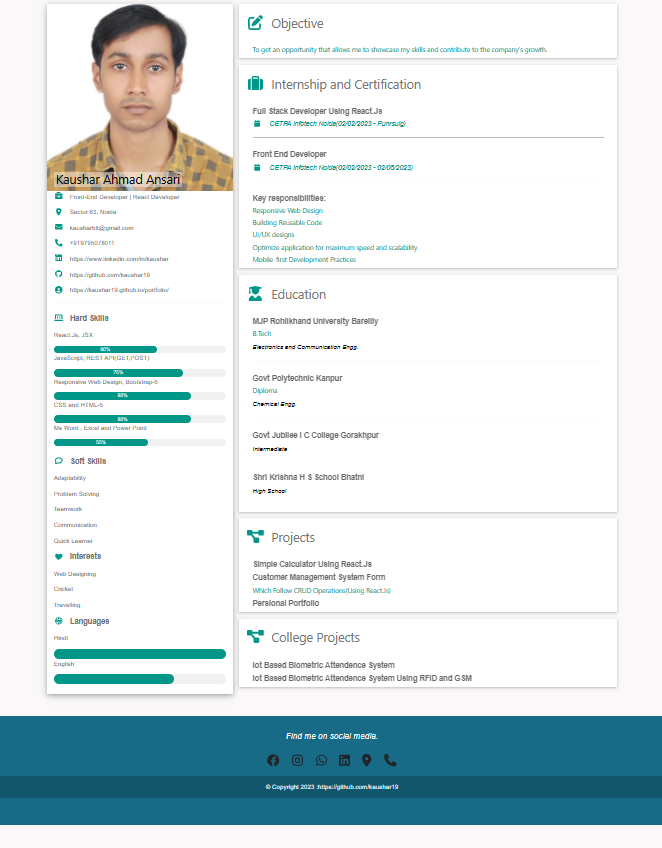 Kaushar Ahmad Ansari
Front-End Developer | React Developer
Sector 63, Noida
kaushar68@gmail.com
+919795078011
https://www.linkedin.com/in/kaushar
https://github.com/kaushar19
https://kaushar19.github.io/portfolio/
Hard Skills
React.Js, JSX
60%
JavaScript, REST API(GET,POST)
75%
Responsive Web Design, Bootstrap-5
80%
CSS and HTML-5
80%
Ms Word , Excel and Power Point
55%
Soft Skills
Adaptability
Problem Solving
Teamwork
Communication
Quick Learner
Interests
Web Designing
Cricket
Travelling
Languages
Hindi
English
Objective
To get an opportunity that allows me to showcase my skills and contribute to the company's growth.
Internship and Certification
Full Stack Developer Using React.Js
CETPA Infotech Noida(02/02/2023 - Punrsuig)
Front End Developer
CETPA Infotech Noida(02/02/2023 - 02/05/2023)
Key responsibilities:
Responsive Web Design
Building Reusable Code
UI/UX designs
Optimize application for maximum speed and scalability
Mobile-first Development Practices
Education
MJP Rohilkhand University Bareilly
B.Tech
Electronics and Communication Engg.
Govt Polytechnic Kanpur
Diploma
Chemical Engg.
Govt Jubilee I C College Gorakhpur
Intermediate
Shri Krishna H S School Bhatni
High School
Projects
Simple Calculator Using React.Js
Customer Management System Form
Which Follow CRUD Operations(Using React.Js)
Persional Portfolio
College Projects
Iot Based Biometric Attendence System
Iot Based Biometric Attendence System Using RFID and GSM
Find me on social media.
© Copyright 2023 :https://github.com/kaushar19